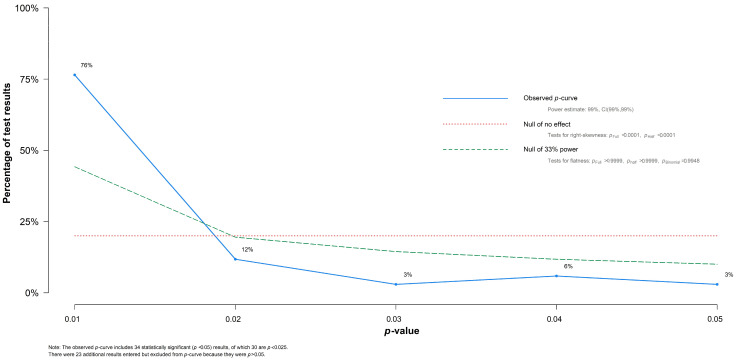 100%
75%
50%
25%
0%
Percentage of test results
76%
12%
3%
6%
3%
Observed p-curve
Power estimate: 99%, CI(99%,99%)
Null of no effect
Tests for right-skewness: pFull <0.0001, pHalf <0.0001
Null of 33% power
Tests for flatness: pFull >0.9999, pHalf >0.9999, pBinomial <0.9948
0.01
0.02
0.03
0.04
0.05
p-value
Note: The observed p-curve includes 34 statistically significant (p <0.05) results, of which 30 are p<0.025.
There were 23 additional results entered but excluded from p-curve because they were p>0.05.